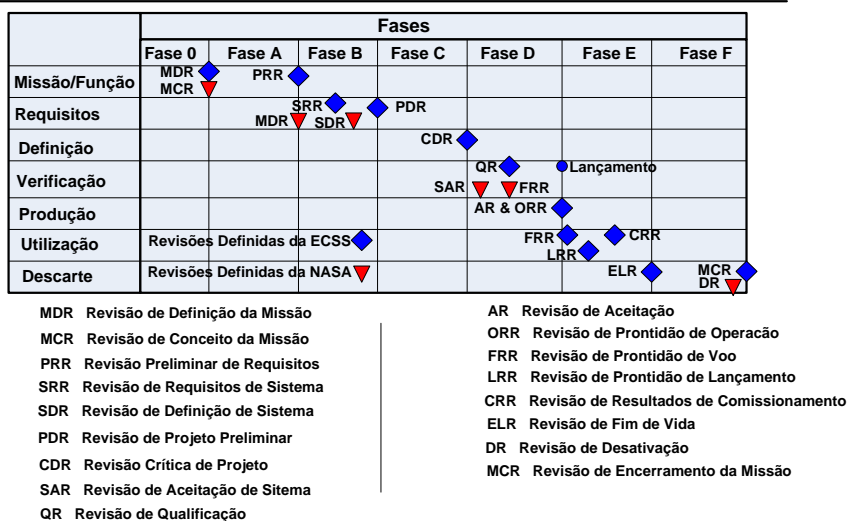 Fases
Fase 0 Fase A Fase B Fase C Fase D Fase E Fase F
Missão/Função
MDR
MCR
PRR
Requisitos
SRR
PDR
MDR
SDR
Definição
CDR
Verificação
QR
Lançamento
SAR
FRR
Produção
AR & ORR
Utilização
Revisões Definidas da ECSS
FRR
CRR
LRR
Descarte
Revisões Definidas da NASA
ELR
MCR
DR
MDR Revisão de Definição da Missão
MCR Revisão de Conceito da Missão
PRR Revisão Preliminar de Requisitos
SRR Revisão de Requisitos de Sistema
SDR Revisão de Definição de Sistema
PDR Revisão de Projeto Preliminar
CDR Revisão Crítica de Projeto
SAR Revisão de Aceitação de Sitema
QR Revisão de Qualificação
AR Revisão de Aceitação
ORR Revisão de Prontidão de Operacão
FRR Revisão de Prontidão de Voo
LRR Revisão de Prontidão de Lançamento
CRR Revisão de Resultados de Comissionamento
ELR Revisão de Fim de Vida
DR Revisão de Desativação
MCR Revisão de Encerramento da Missão